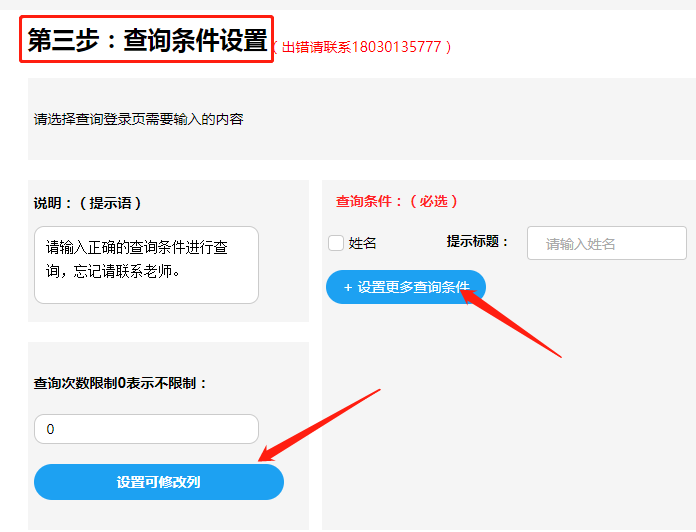 第三步：查询条件设置（出错请联系18030135777）
请选择查询登录页需要输入的内容
说明：（提示语）
请输入正确的查询条件进行查
询，忘记请联系老师。
查询条件：（必选）
姓名 提示标题： 请输入姓名
+ 设置更多查询条件
查询次数限制0表示不限制：
0
设置可修改列